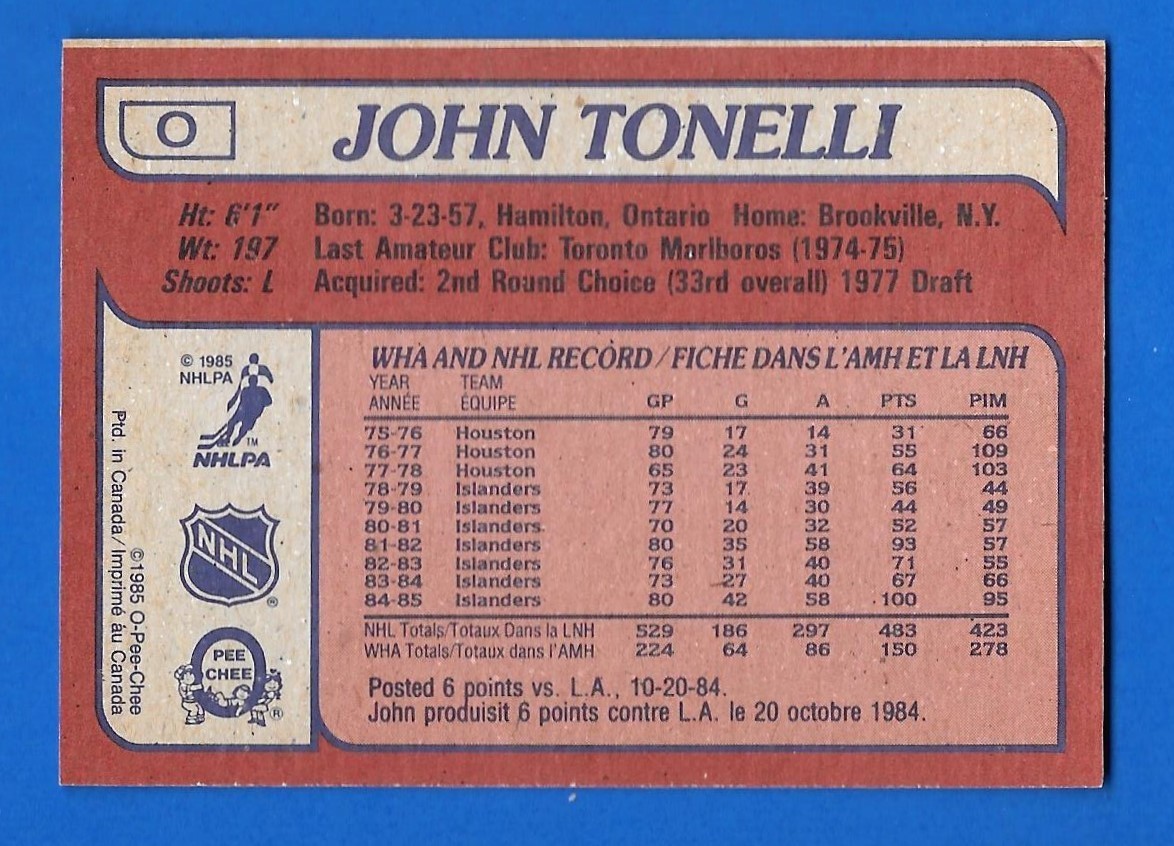 O
JOHN TONELLI
Ht: 6'1" Born: 3-23-57, Hamilton, Ontario Home: Brookville, N.Y.
Wt: 197 Last Amateur Club: Toronto Marlboros (1974-75)
Shoots: L Acquired: 2nd Round Choice (33rd overall) 1977 Draft
© 1985
NHLPA
TM
NHLPA
NHL
®
PEE
CHEE
®
©1985 O-Pee-Chee
Ptd. in Canada/Imprimé au Canada
WHA AND NHL RECORD/FICHE DANS L'AMH ET LA LNH
YEAR TEAM
ANNÉE ÉQUIPE GP G A PTS PIM
75-76 Houston 79 17 14 31 66
76-77 Houston 80 24 31 55 109
77-78 Houston 65 23 41 64 103
78-79 Islanders 73 17 39 56 44
79-80 Islanders 77 14 30 44 49
80-81 Islanders 70 20 32 52 57
81-82 Islanders 80 35 58 93 57
82-83 Islanders 76 31 40 71 55
83-84 Islanders 73 27 40 67 66
84-85 Islanders 80 42 58 100 95
NHL Totals/Totaux Dans la LNH 529 186 297 483 423
WHA Totals/Totaux dans l'AMH 224 64 86 150 278
Posted 6 points vs. L.A., 10-20-84.
John produisit 6 points contre L.A. le 20 octobre 1984.